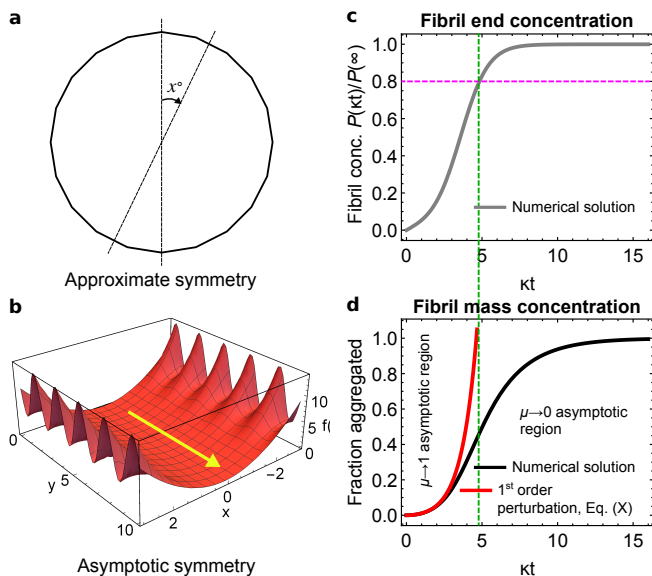 a
x°
Approximate symmetry
b
10
5
0
f(
0
y 5
10
2
0
x
−2
Asymptotic symmetry
c
Fibril end concentration
Fibril conc. P(κt)/P(∞)
1.0
0.8
0.6
0.4
0.2
0.0
Numerical solution
0 5 10 15
κt
d
Fibril mass concentration
Fraction aggregated
1.0
0.8
0.6
0.4
0.2
0.0
μ→1 asymptotic region
μ→0 asymptotic
region
Numerical solution
1st order
perturbation, Eq. (X)
0 5 10 15
κt